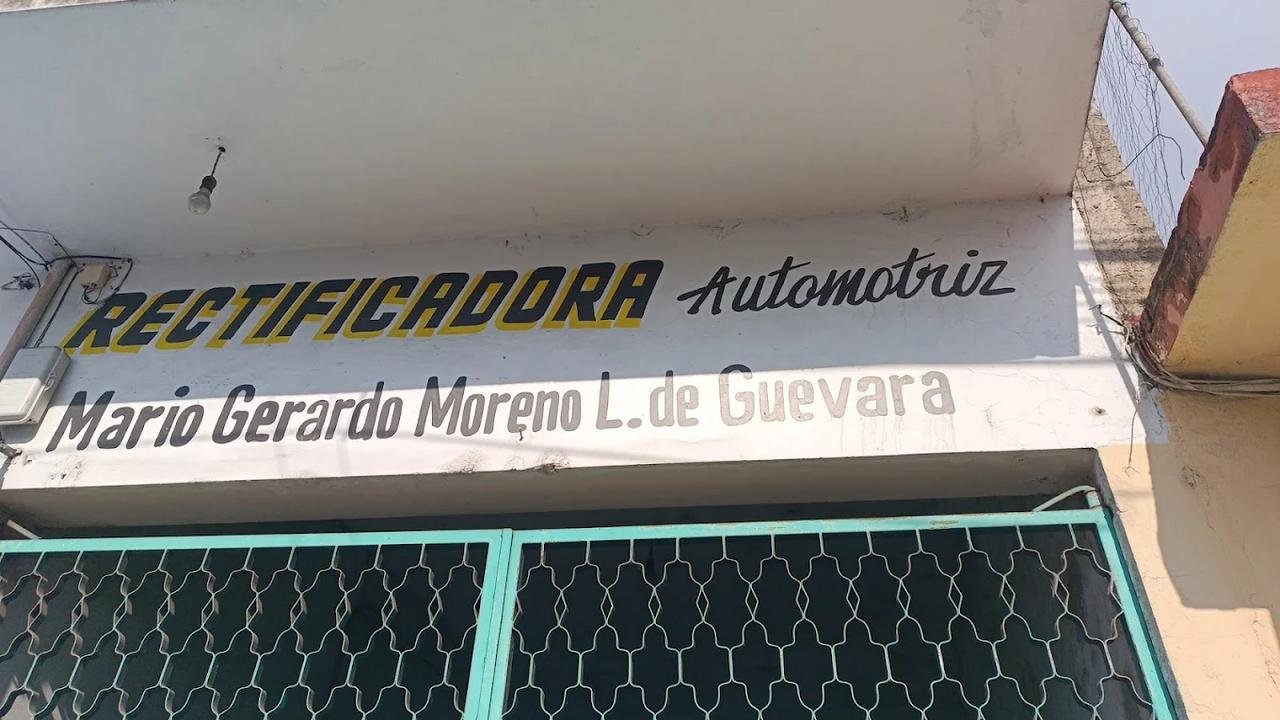 RECTIFICADORA Automotriz
Mario Gerardo Moreno L. de Guevara